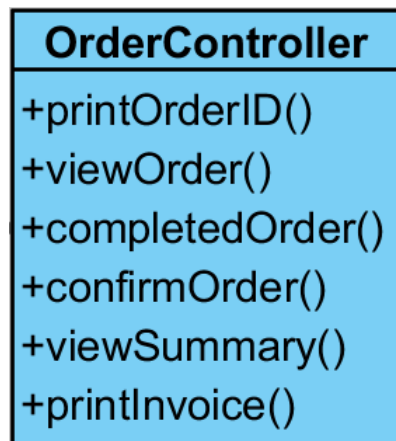 OrderController
+printOrderID()
+viewOrder()
+completedOrder()
+confirmOrder()
+viewSummary()
+printInvoice()